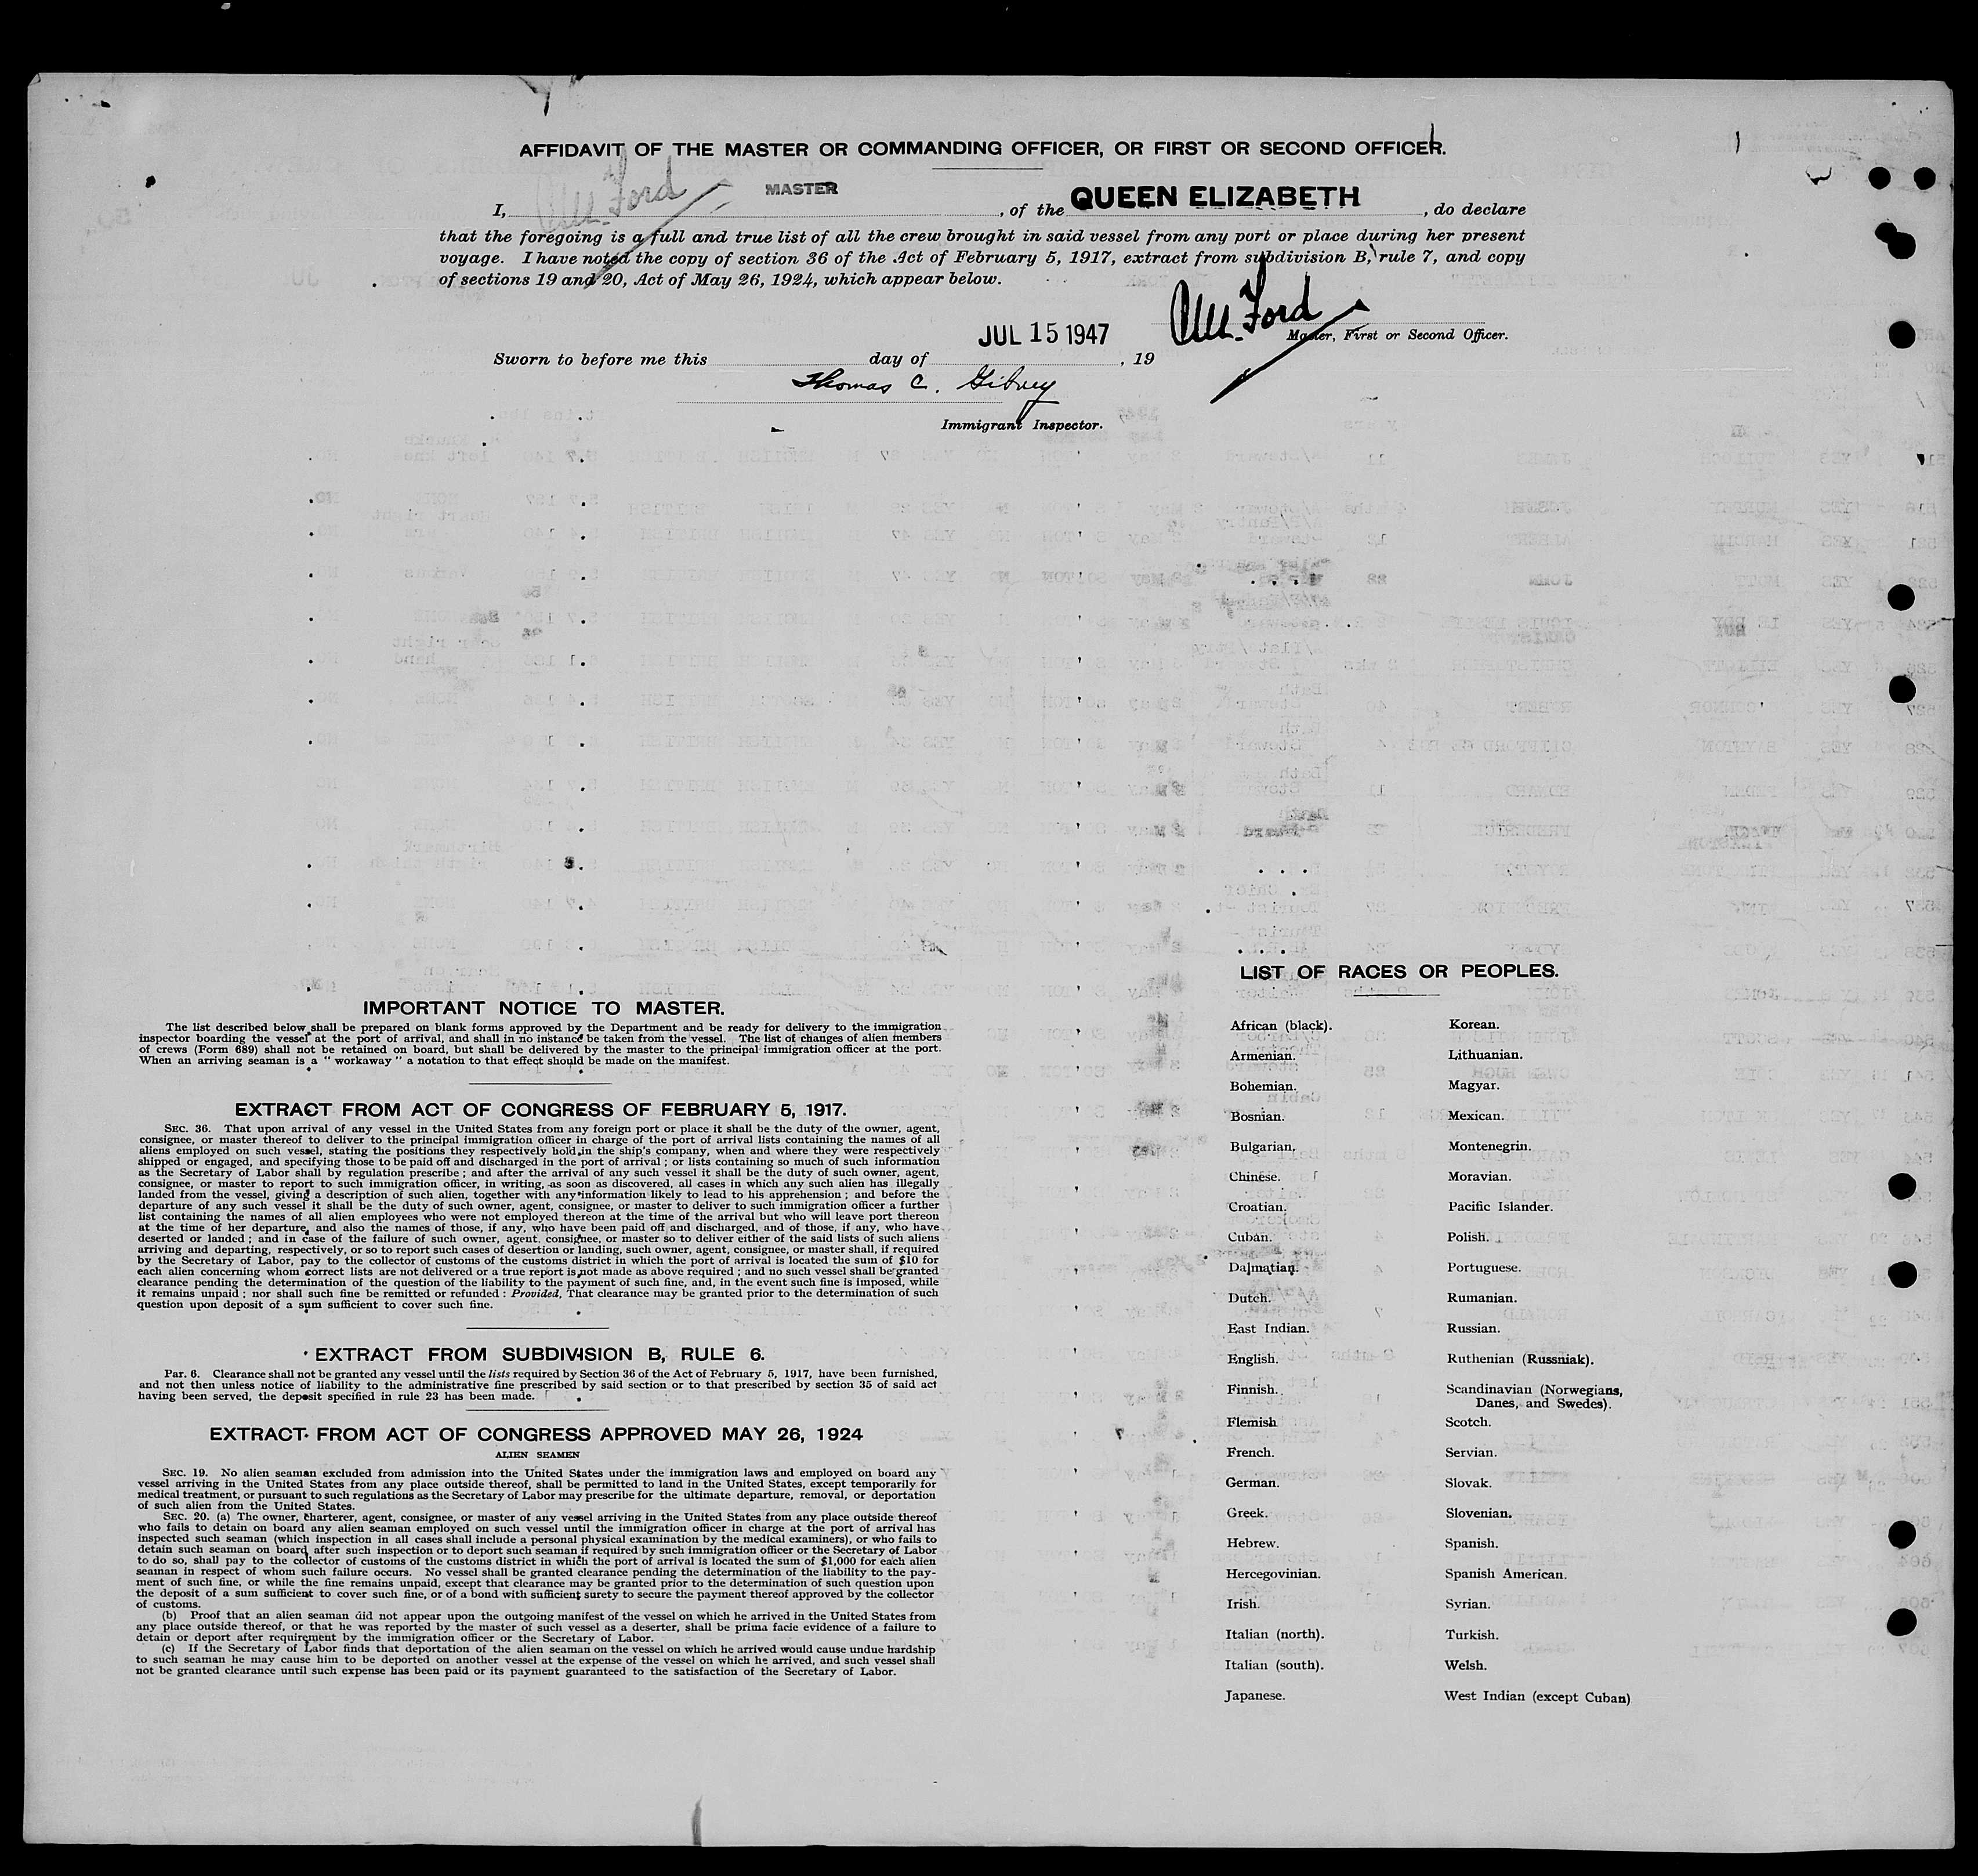 AFFIDAVIT OF THE MASTER OR COMMANDING OFFICER, OR FIRST OR SECOND OFFICER.
I, Ford MASTER, of the QUEEN ELIZABETH, do declare
that the foregoing is a full and true list of all the crew brought in said vessel from any port or place during her present
voyage. I have noted the copy of section 36 of the Act of February 5, 1917, extract from subdivision B, rule 7, and copy
of sections 19 and 20, Act of May 26, 1924, which appear below.
Ford
Master, First or Second Officer.
JUL 15 1947
Sworn to before me this day of , 19
Thomas C.
Immigrant Inspector.
IMPORTANT NOTICE TO MASTER.
The list described below shall be prepared on blank forms approved by the Department and be ready for delivery to the immigration
inspector boarding the vessel at the port of arrival, and shall in no instance be taken from the vessel. The list of changes of alien members
of crews (Form 689) shall not be retained on board, but shall be delivered by the master to the principal immigration officer at the port.
When an arriving seaman is a " workaway " a notation to that effect should be made on the manifest.
EXTRACT FROM ACT OF CONGRESS OF FEBRUARY 5, 1917.
SEC. 36. That upon arrival of any vessel in the United States from any foreign port or place it shall be the duty of the owner, agent,
consignee, or master thereof to deliver to the principal immigration officer in charge of the port of arrival lists containing the names of all
aliens employed on such vessel, stating the positions they respectively hold in the ship's company, when and where they were respectively
shipped or engaged, and specifying those to be paid off and discharged in the port of arrival ; or lists containing so much of such information
as the Secretary of Labor shall by regulation prescribe ; and after the arrival of any such vessel it shall be the duty of such owner, agent,
consignee, or master to report to such immigration officer, in writing, as soon as discovered, all cases in which any such alien has illegally
landed from the vessel, giving a description of such alien, together with any information likely to lead to his apprehension ; and before the
departure of any such vessel it shall be the duty of such owner, agent, consignee, or master to deliver to such immigration officer a further
list containing the names of all alien employees who were not employed thereon at the time of the arrival but who will leave port thereon
at the time of her departure, and also the names of those, if any, who have been paid off and discharged, and of those, if any, who have
deserted or landed ; and in case of the failure of such owner, agent, consignee, or master so to deliver either of the said lists of such aliens
arriving and departing, respectively, or so to report such cases of desertion or landing, such owner, agent, consignee, or master shall, if required
by the Secretary of Labor, pay to the collector of customs of the customs district in which the port of arrival is located the sum of $10 for
each alien concerning whom correct lists are not delivered or a true report is not made as above required ; and no such vessel shall be granted
clearance pending the determination of the question of the liability to the payment of such fine, and, in the event such fine is imposed, while
it remains unpaid ; nor shall such fine be remitted or refunded : Provided, That clearance may be granted prior to the determination of such
question upon deposit of a sum sufficient to cover such fine.
EXTRACT FROM SUBDIVISION B, RULE 6.
PAR. 6. Clearance shall not be granted any vessel until the lists required by Section 36 of the Act of February 5, 1917, have been furnished,
and not then unless notice of liability to the administrative fine prescribed by said section or to that prescribed by section 35 of said act
having been served, the deposit specified in rule 23 has been made.
EXTRACT FROM ACT OF CONGRESS APPROVED MAY 26, 1924
ALIEN SEAMEN
SEC. 19. No alien seaman excluded from admission into the United States under the immigration laws and employed on board any
vessel arriving in the United States from any place outside thereof, shall be permitted to land in the United States, except temporarily for
medical treatment, or pursuant to such regulations as the Secretary of Labor may prescribe for the ultimate departure, removal, or deportation
of such alien from the United States.
SEC. 20. (a) The owner, charterer, agent, consignee, or master of any vessel arriving in the United States from any place outside thereof
who fails to detain on board any alien seaman employed on such vessel until the immigration officer in charge at the port of arrival has
inspected such seaman (which inspection in all cases shall include a personal physical examination by the medical examiners), or who fails to
detain such seaman on board after such inspection or to deport such seaman if required by such immigration officer or the Secretary of Labor
to do so, shall pay to the collector of customs of the customs district in which the port of arrival is located the sum of $1,000 for each alien
seaman in respect of whom such failure occurs. No vessel shall be granted clearance pending the determination of the liability to the pay-
ment of such fine, or while the fine remains unpaid, except that clearance may be granted prior to the determination of such question upon
the deposit of a sum sufficient to cover such fine, or of a bond with sufficient surety to secure the payment thereof approved by the collector
of customs.
(b) Proof that an alien seaman did not appear upon the outgoing manifest of the vessel on which he arrived in the United States from
any place outside thereof, or that he was reported by the master of such vessel as a deserter, shall be prima facie evidence of a failure to
detain or deport after requirement by the immigration officer or the Secretary of Labor.
(c) If the Secretary of Labor finds that deportation of the alien seaman on the vessel on which he arrived would cause undue hardship
to such seaman he may cause him to be deported on another vessel at the expense of the vessel on which he arrived, and such vessel shall
not be granted clearance until such expense has been paid or its payment guaranteed to the satisfaction of the Secretary of Labor.
LIST OF RACES OR PEOPLES.
African (black). Korean.
Armenian. Lithuanian.
Bohemian. Magyar.
Bosnian. Mexican.
Bulgarian. Montenegrin.
Chinese. Moravian.
Croatian. Pacific Islander.
Cuban. Polish.
Dalmatian. Portuguese.
Dutch. Rumanian.
East Indian. Russian.
English. Ruthenian (Russniak).
Finnish. Scandinavian (Norwegians,
Danes, and Swedes).
Flemish Scotch.
French. Servian.
German. Slovak.
Greek. Slovenian.
Hebrew. Spanish.
Hercegovinian. Spanish American.
Irish. Syrian.
Italian (north). Turkish.
Italian (south). Welsh.
Japanese. West Indian (except Cuban)